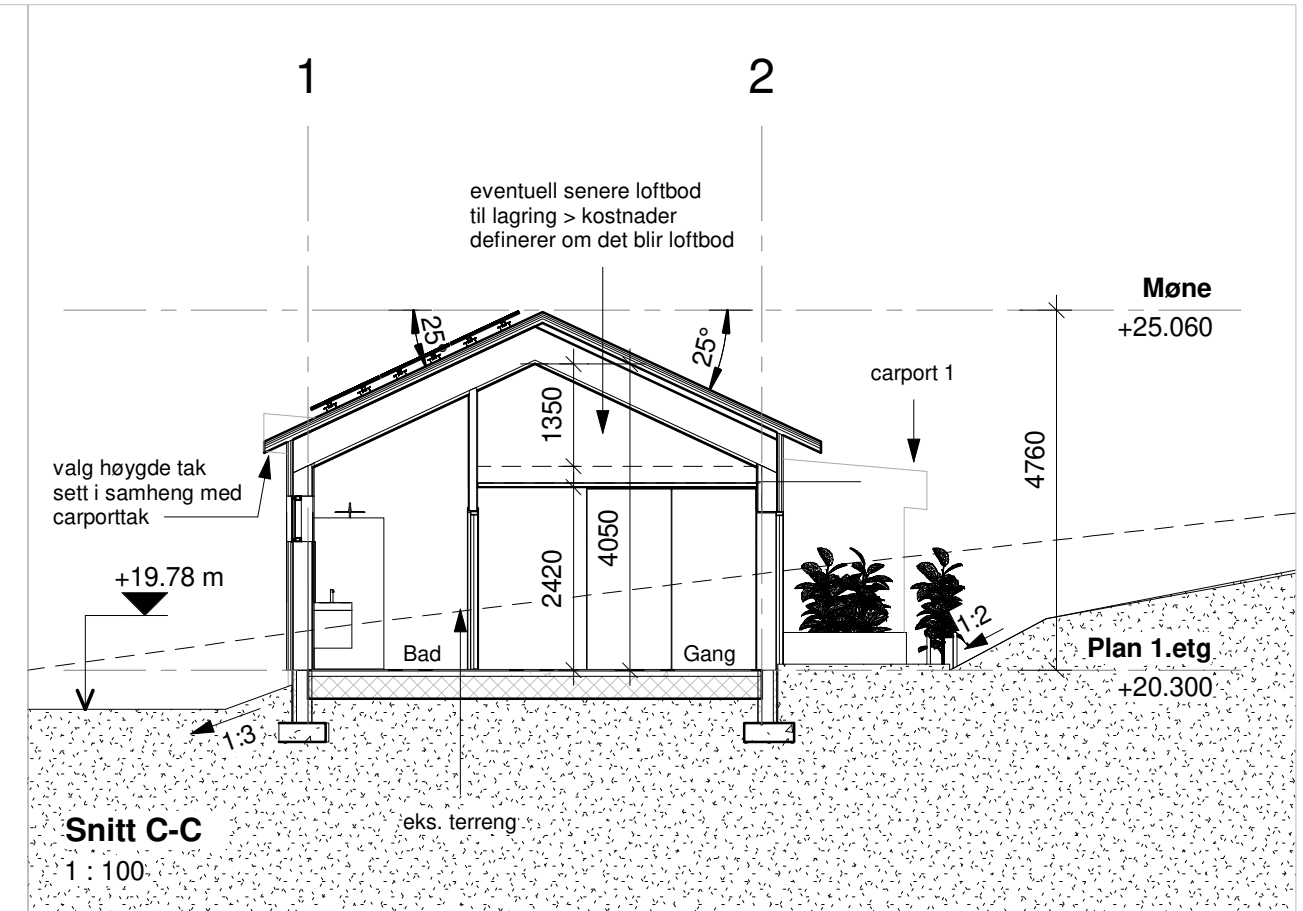 1
2
eventuell senere loftbod
til lagring > kostnader
definerer om det blir loftbod
Møne
+25.060
25°
25°
carport 1
1350
4760
valg høygde tak
sett i samheng med
carporttak
4050
2420
+19.78 m
1:2
Bad
Gang
Plan 1.etg
+20.300
1:3
eks. terreng
Snitt C-C
1 : 100